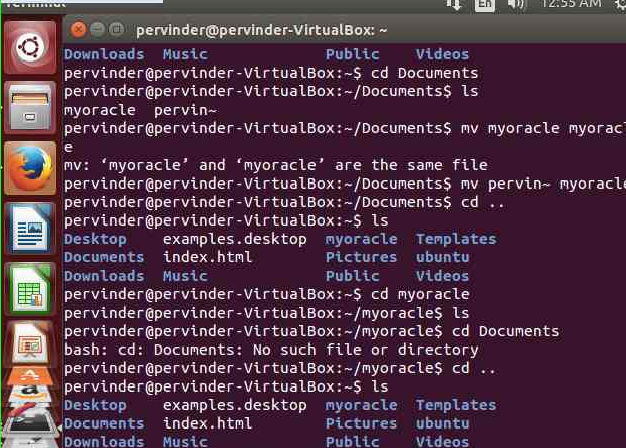 Terminal
En
12:55 AM
pervinder@pervinder-VirtualBox: ~
Downloads Music Public Videos
pervinder@pervinder-VirtualBox:~$ cd Documents
pervinder@pervinder-VirtualBox:~/Documents$ ls
myoracle pervin~
pervinder@pervinder-VirtualBox:~/Documents$ mv myoracle myoracl
e
mv: ‘myoracle’ and ‘myoracle’ are the same file
pervinder@pervinder-VirtualBox:~/Documents$ mv pervin~ myoracle
pervinder@pervinder-VirtualBox:~/Documents$ cd ..
pervinder@pervinder-VirtualBox:~$ ls
Desktop examples.desktop myoracle Templates
Documents index.html Pictures ubuntu
Downloads Music Public Videos
pervinder@pervinder-VirtualBox:~$ cd myoracle
pervinder@pervinder-VirtualBox:~/myoracle$ ls
pervinder@pervinder-VirtualBox:~/myoracle$ cd Documents
bash: cd: Documents: No such file or directory
pervinder@pervinder-VirtualBox:~/myoracle$ cd ..
pervinder@pervinder-VirtualBox:~$ ls
Desktop examples.desktop myoracle Templates
Documents index.html Pictures ubuntu
Downloads Music Public Videos